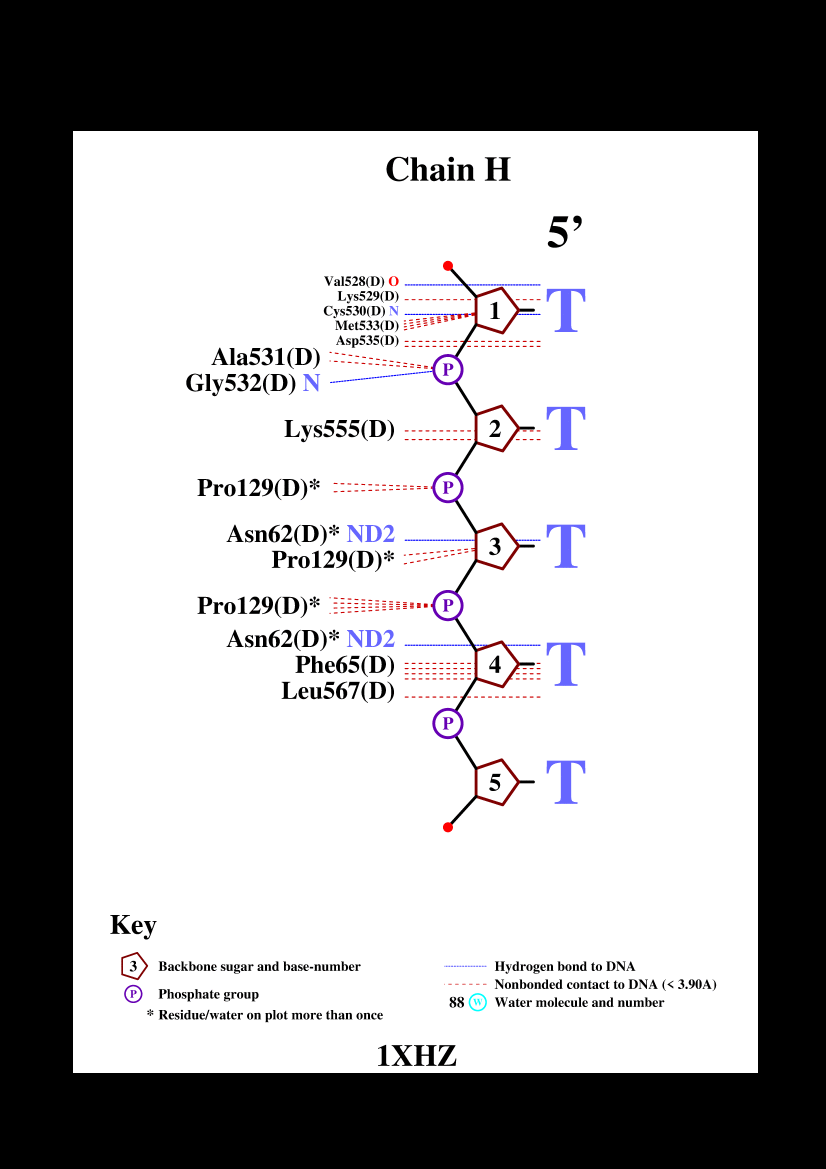 Chain H
5’
Val528(D) O
Lys529(D)
Cys530(D) N
Met533(D)
Asp535(D)
1
T
Ala531(D)
P
Gly532(D) N
Lys555(D)
2
T
Pro129(D)*
P
Asn62(D)* ND2
Pro129(D)*
3
T
Pro129(D)*
P
Asn62(D)* ND2
Phe65(D)
Leu567(D)
4
T
P
5
T
Key
3 Backbone sugar and base-number
P Phosphate group
* Residue/water on plot more than once
Hydrogen bond to DNA
Nonbonded contact to DNA (< 3.90A)
88 W Water molecule and number
1XHZ